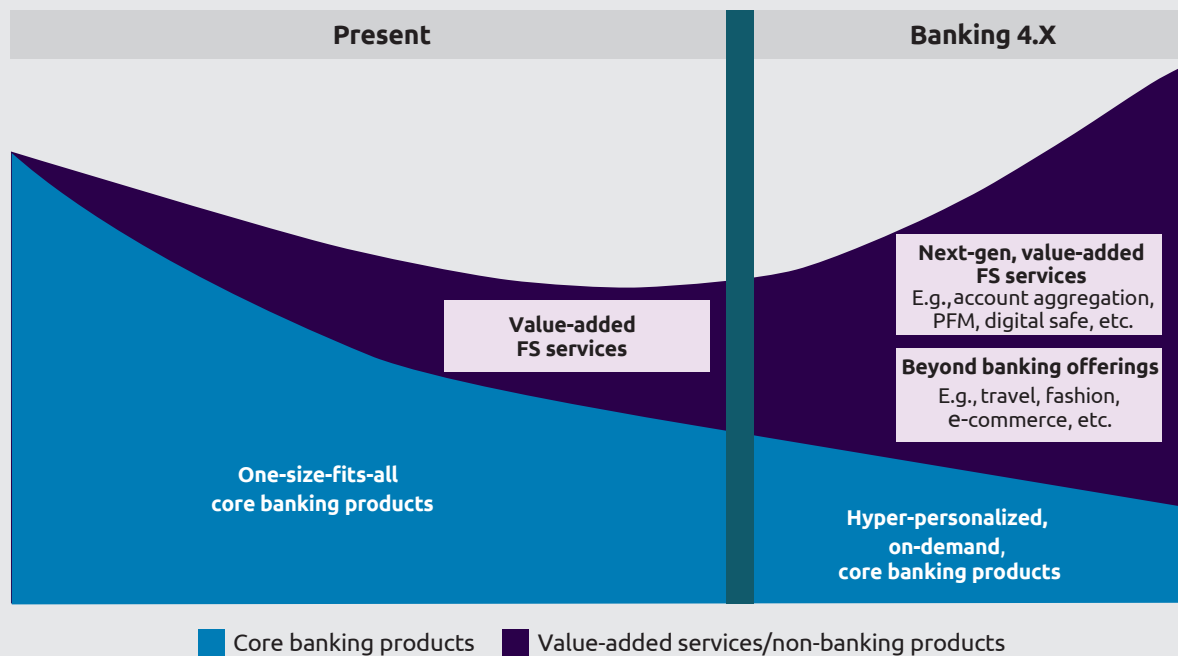 Present
Banking 4.X
Value-added
FS services
Next-gen, value-added
FS services
E.g., account aggregation,
PFM, digital safe, etc.
Beyond banking offerings
E.g., travel, fashion,
e-commerce, etc.
One-size-fits-all
core banking products
Hyper-personalized,
on-demand,
core banking products
Core banking products
Value-added services/non-banking products